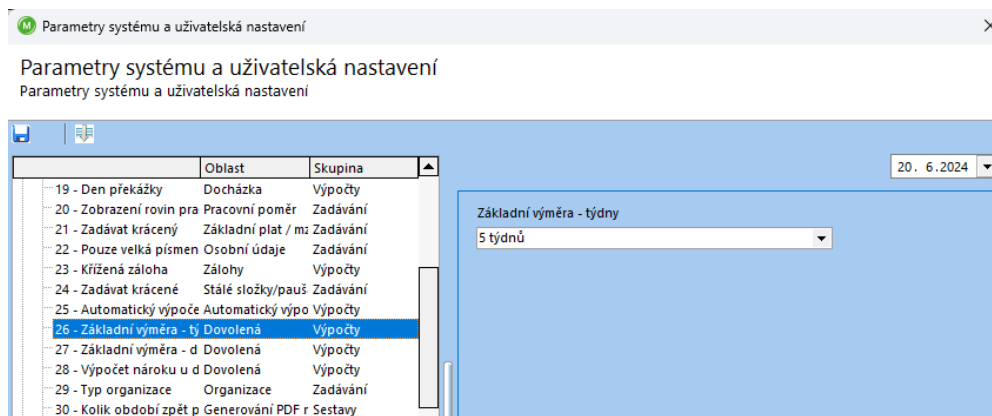 Parametry systému a uživatelská nastavení
Parametry systému a uživatelská nastavení
Parametry systému a uživatelská nastavení
Oblast Skupina
20. 6.2024
19 - Den překážky Docházka Výpočty
20 - Zobrazení rovin pra Pracovní poměr Zadávání
21 - Zadávat krácený Základní plat / mz Zadávání
22 - Pouze velká písmen Osobní údaje Zadávání
23 - Křížená záloha Zálohy Výpočty
24 - Zadávat krácené Stálé složky/pauš Zadávání
25 - Automatický výpoče Automatický výpo Výpočty
26 - Základní výměra - tý Dovolená Výpočty
27 - Základní výměra - d Dovolená Výpočty
28 - Výpočet nároku u d Dovolená Výpočty
29 - Typ organizace Organizace Zadávání
30 - Kolik období zpět p Generování PDF r Sestavy
Základní výměra - týdny
5 týdnů